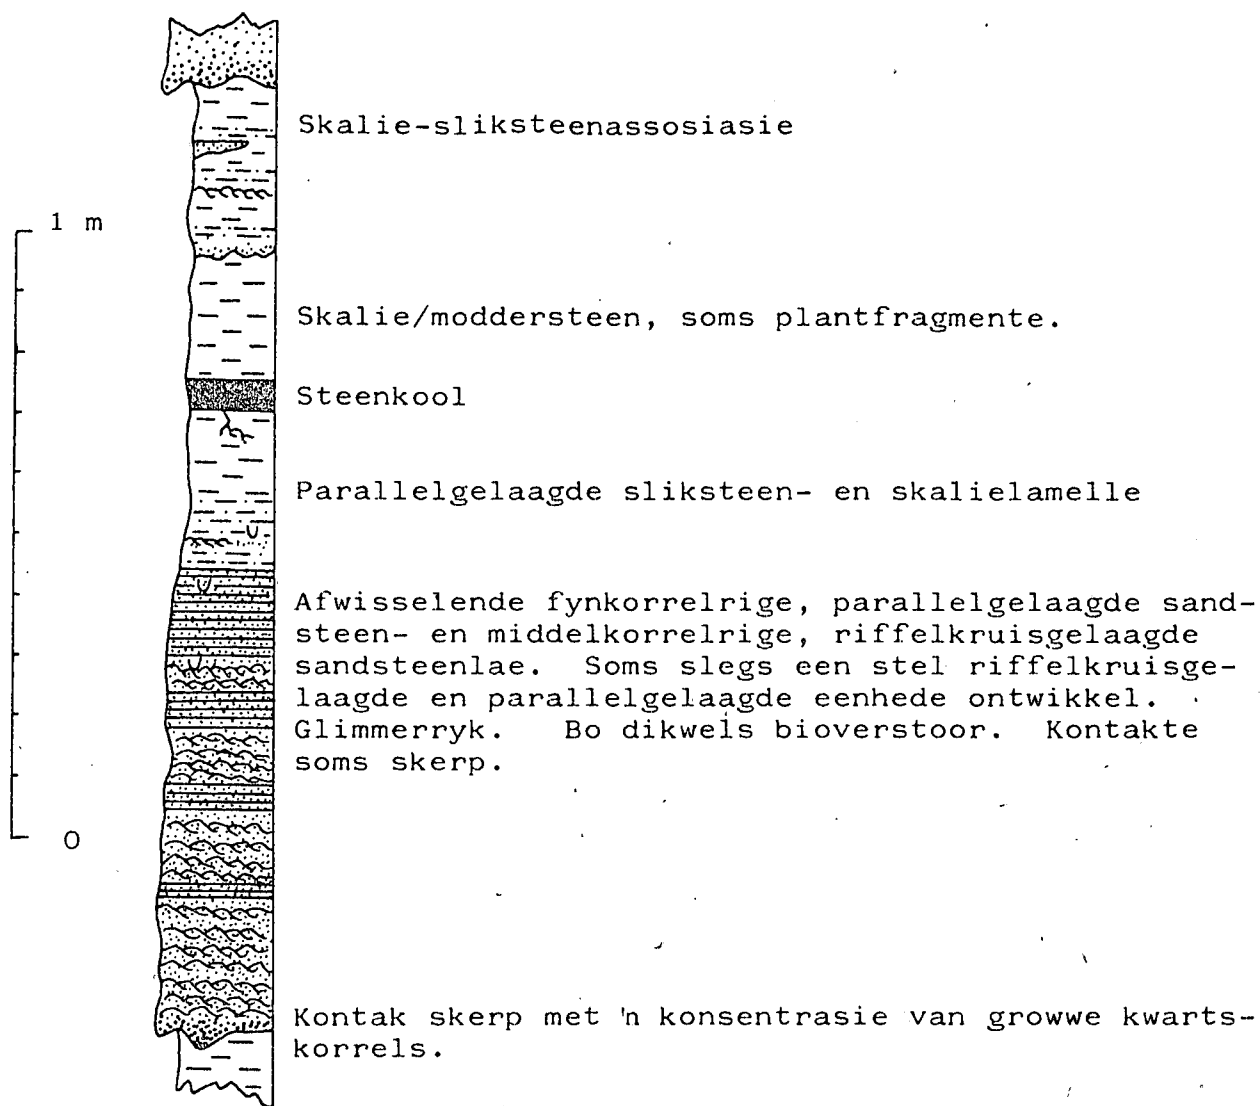 Skalie-sliksteenassosiasie
1 m
Skalie/moddersteen, soms plantfragmente.
Steenkool
Parallelgelaagde sliksteen- en skalielamelle
Afwisselende fynkorrelrige, parallelgelaagde sand-
steen- en middelkorrelrige, riffelkruisgelaagde
sandsteenlae. Soms slegs een stel riffelkruisge-
laagde en parallelgelaagde eenhede ontwikkel.
Glimmerryk. Bo dikwels bioverstoor. Kontakte
soms skerp.
0
Kontak skerp met 'n konsentrasie van growwe kwarts-
korrels.